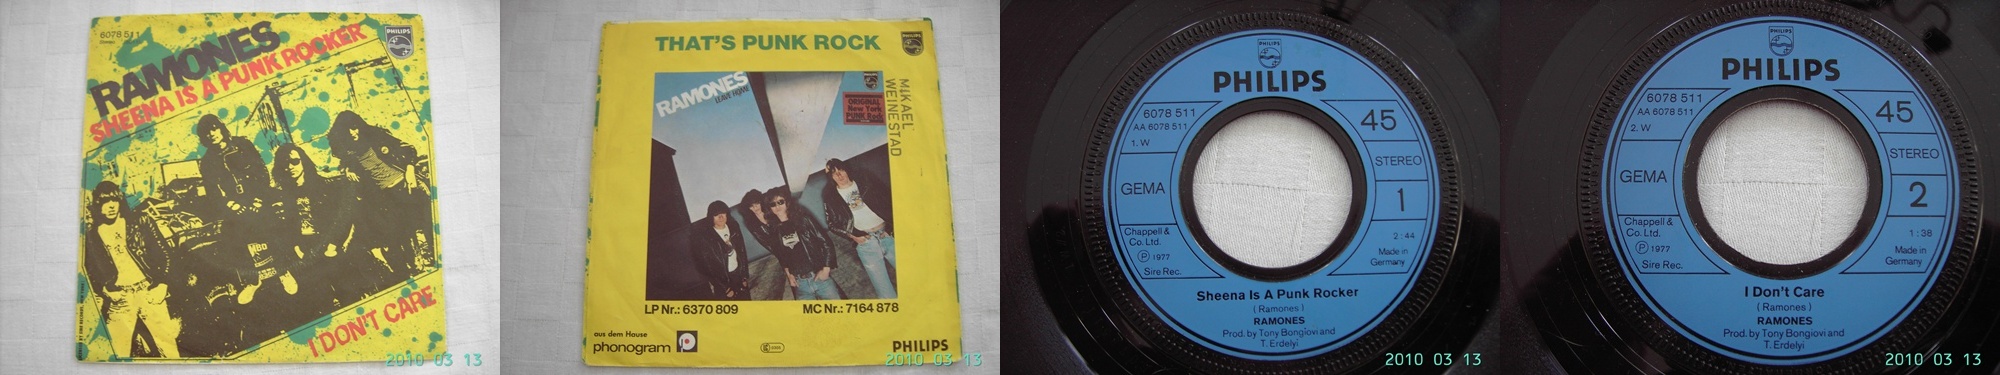 6078 511
Stereo
PHILIPS
RAMONES
SHEENA IS A PUNK ROCKER
MBD
I DON'T CARE
2010 03 13
THAT'S PUNK ROCK
RAMONES
LEAVE HOME
ORIGINAL
New York
PUNK Rock
MIKAEL
WEINESTAD
LP Nr.: 6370 809
MC Nr.: 7164 878
aus dem House
phonogram
PHILIPS
2010 03 13
PHILIPS
PHILIPS
6078 511
AA 6078 511
1. W
45
STEREO
GEMA
1
Chappell &
Co. Ltd.
Ⓟ 1977
Sire Rec.
2:44
Made in
Germany
Sheena Is A Punk Rocker
(Ramones)
RAMONES
Prod. by Tony Bongiovi and
T. Erdelyi
2010 03 13
PHILIPS
PHILIPS
6078 511
AA 6078 511
2. W
45
STEREO
GEMA
2
Chappell &
Co. Ltd.
Ⓟ 1977
Sire Rec.
1:38
Made in
Germany
I Don't Care
(Ramones)
RAMONES
Prod. by Tony Bongiovi and
T. Erdelyi
2010 03 13